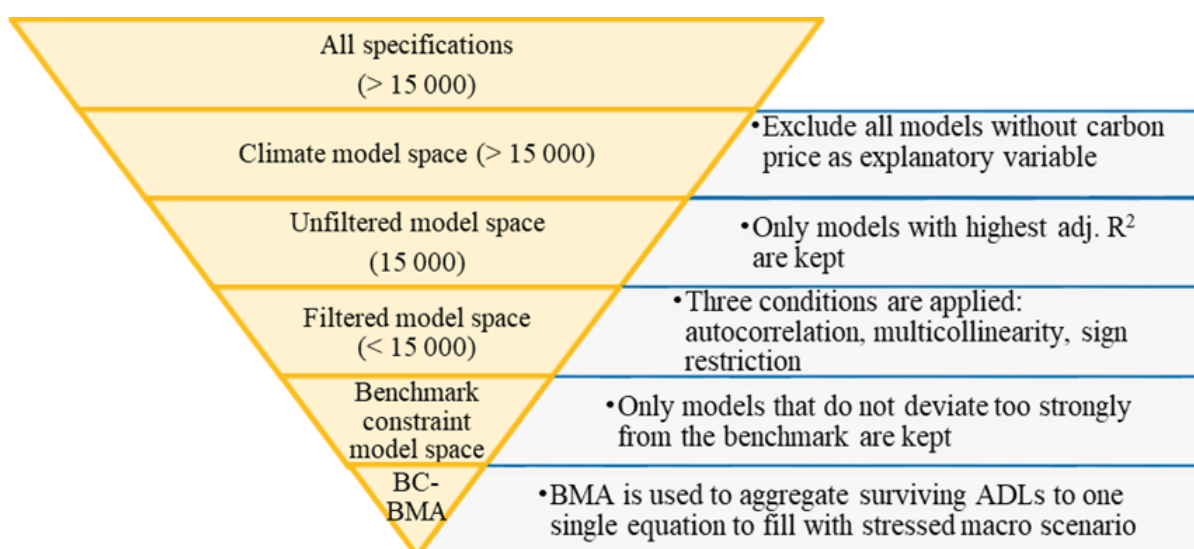 All specifications
(> 15 000)
Climate model space (> 15 000)
•Exclude all models without carbon
price as explanatory variable
Unfiltered model space
(15 000)
•Only models with highest adj. R²
are kept
Filtered model space
(< 15 000)
•Three conditions are applied:
autocorrelation, multicollinearity, sign
restriction
Benchmark
constraint
model space
•Only models that do not deviate too strongly
from the benchmark are kept
BC-
BMA
•BMA is used to aggregate surviving ADLs to one
single equation to fill with stressed macro scenario